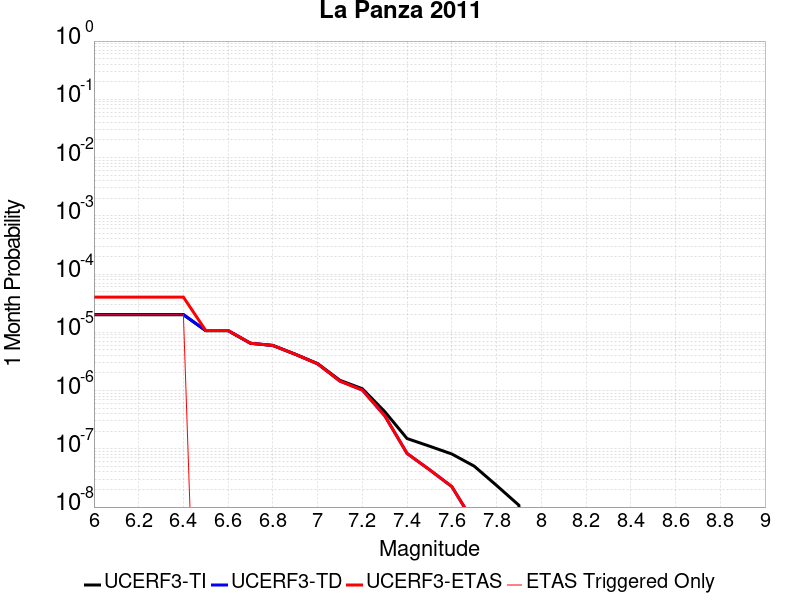 La Panza 2011
10^0
10^-1
10^-2
10^-3
10^-4
10^-5
10^-6
10^-7
10^-8
1 Month Probability
6 6.2 6.4 6.6 6.8 7 7.2 7.4 7.6 7.8 8 8.2 8.4 8.6 8.8 9
Magnitude
UCERF3-TI UCERF3-TD UCERF3-ETAS ETAS Triggered Only